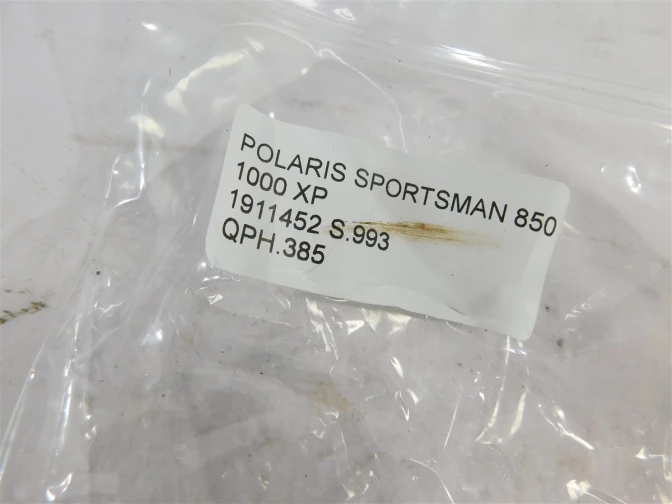 POLARIS SPORTSMAN 850
1000 XP
1911452 S.993
QPH.385